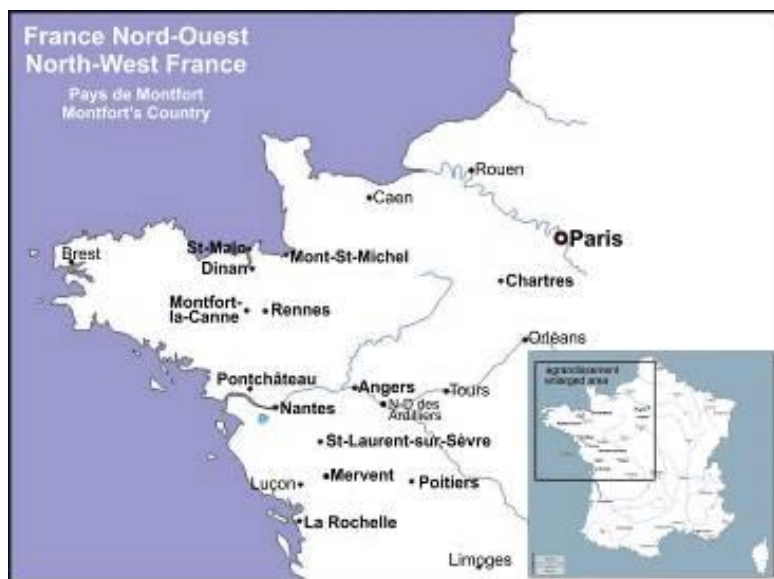 France Nord-Ouest
North-West France
Pays de Montfort
Montfort's Country
Rouen
Caen
Paris
St-Malo
Brest
Mont-St-Michel
Dinan
Chartres
Montfort-
la-Canne
Rennes
Orléans
Pontchâteau
Angers
Tours
N-D des
Ardilliers
Nantes
St-Laurent-sur-Sèvre
Mervent
Luçon
Poitiers
La Rochelle
Limoges
agrandissement
enlarged area